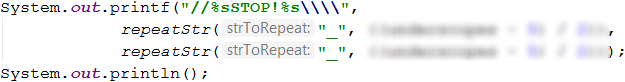 System.out.printf("//%sSTOP!%s\\\\",
repeatStr( strToRepeat: "_",
repeatStr( strToRepeat: "_", );
System.out.println();